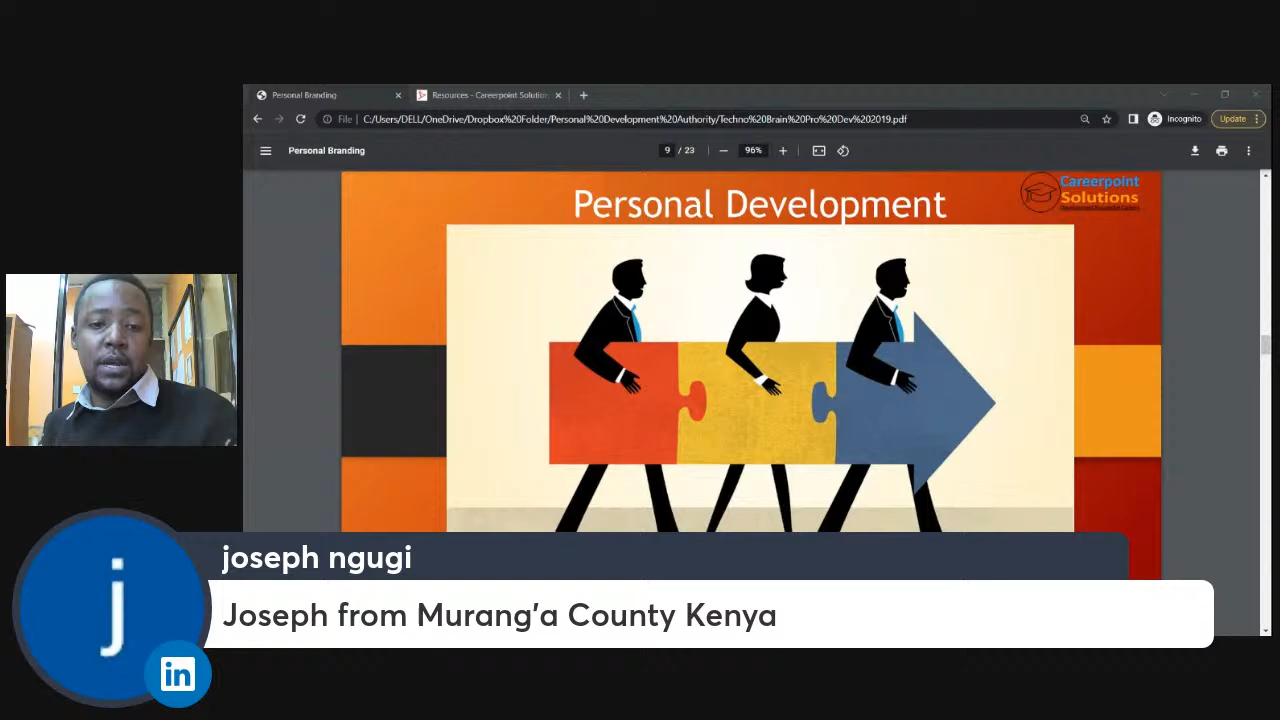 Personal Branding
Resources - Careerpoint Solution
File
C:/Users/DELL/OneDrive/Dropbox%20Folder/Personal%20Development%20Authority/Techno%20Brain%20Pro%20Dev%202019.pdf
Incognito
Update
Personal Branding
9 / 23
96%
Personal Development
Careerpoint
Solutions
j
in
joseph ngugi
Joseph from Murang'a County Kenya